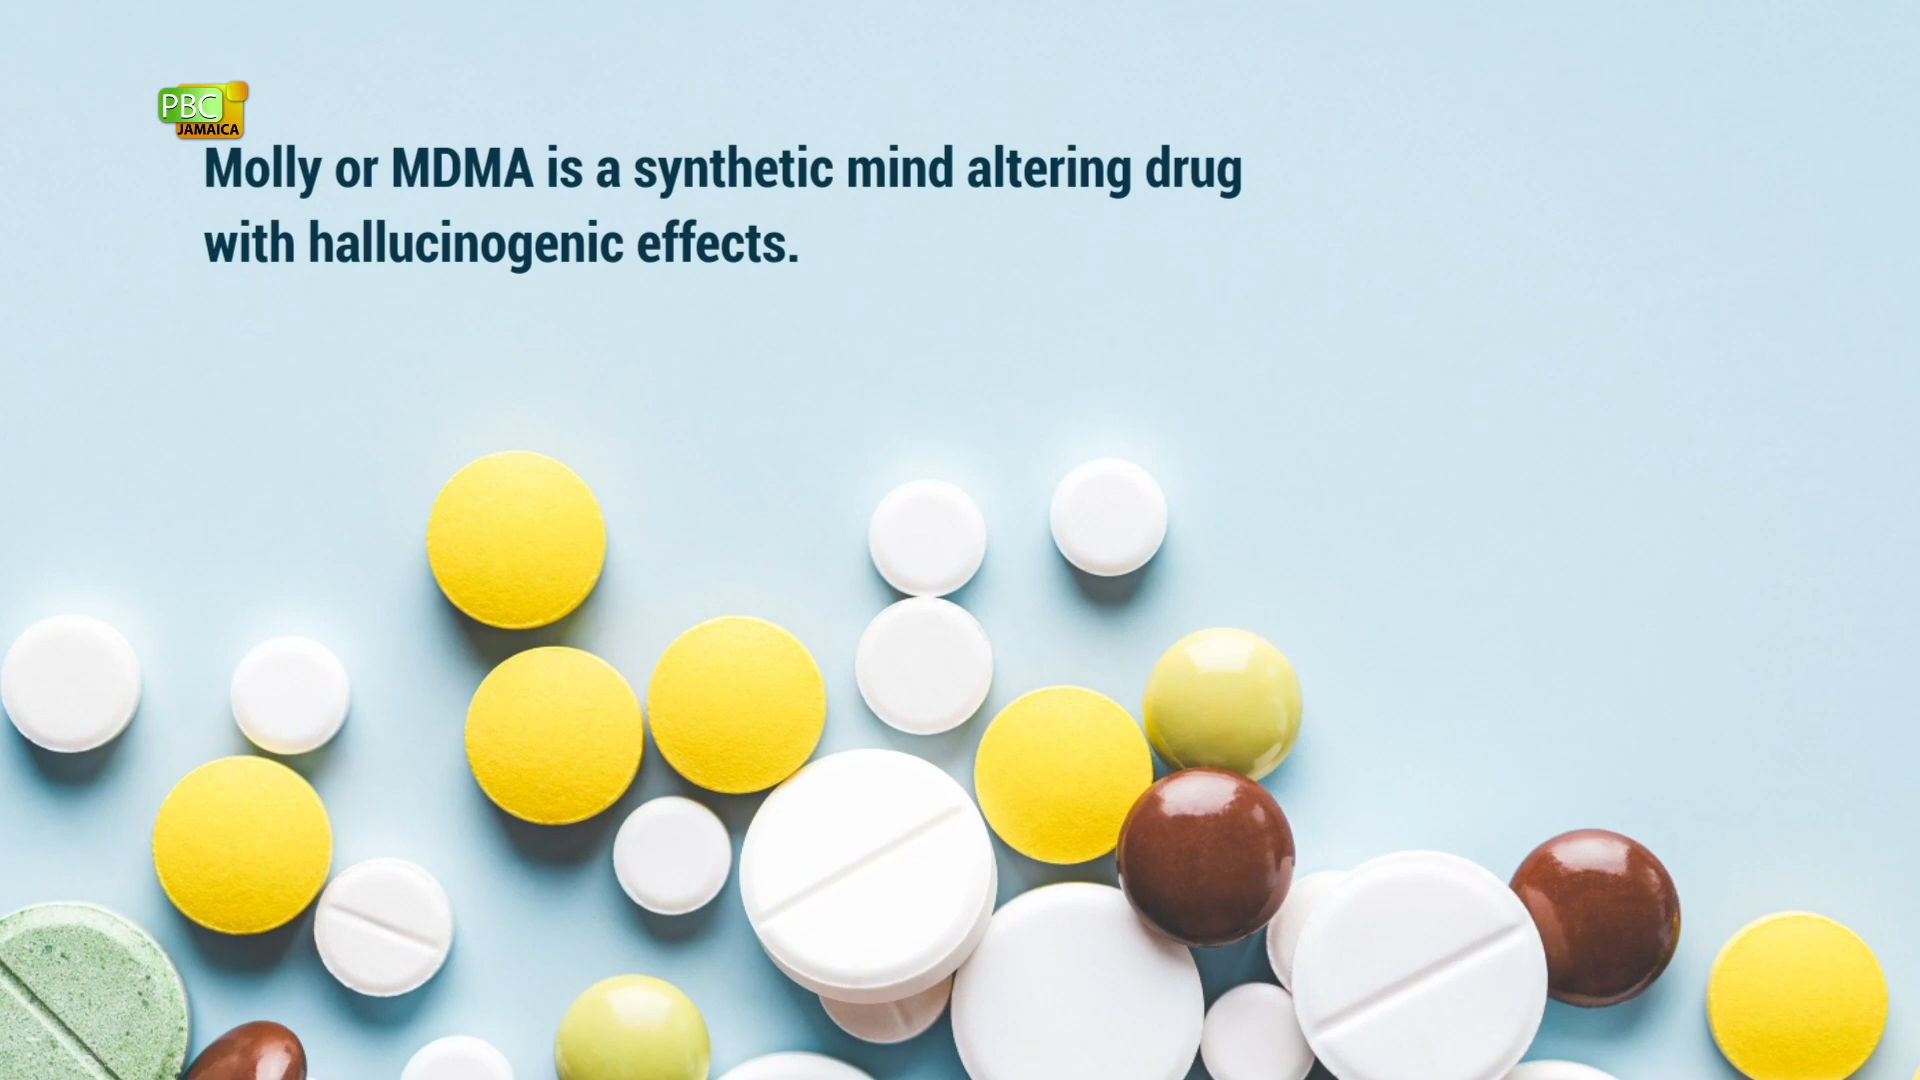 PBC
JAMAICA
Molly or MDMA is a synthetic mind altering drug
with hallucinogenic effects.